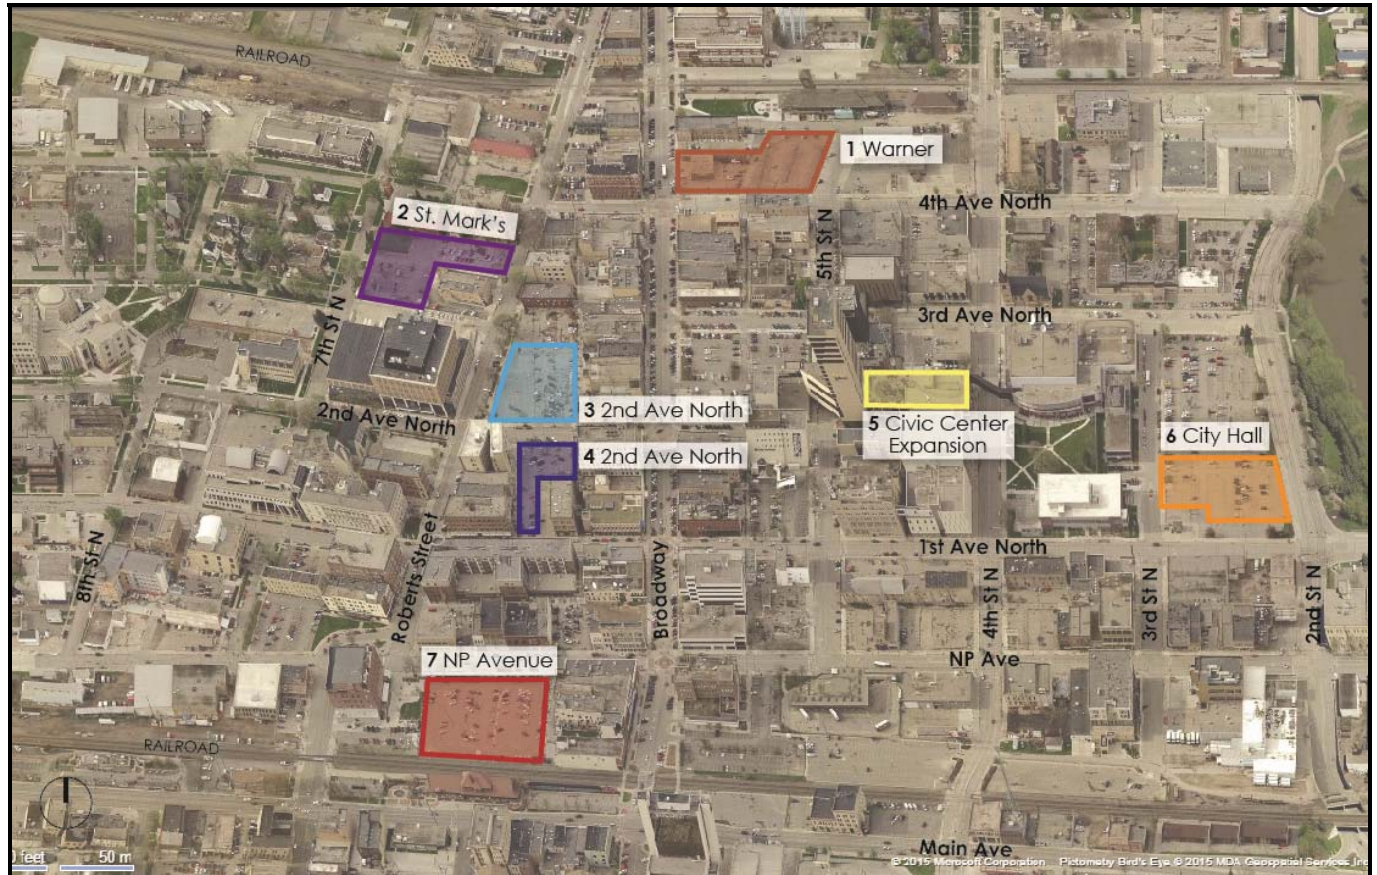 RAILROAD
1 Warner
4th Ave North
2 St. Mark's
5th St N
7th St N
3rd Ave North
2nd Ave North
3 2nd Ave North
5 Civic Center
Expansion
6 City Hall
4 2nd Ave North
8th St N
Roberts Street
Broadway
1st Ave North
4th St N
3rd St N
2nd St N
7 NP Avenue
NP Ave
RAILROAD
Main Ave
feet 50 m
© 2015 Microsoft Corporation Pictometry Bird's Eye © 2015 MDA Geospatial Services Inc